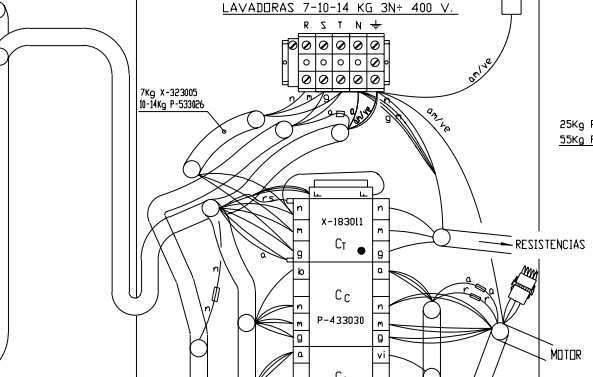 LAVADORAS 7-10-14 KG 3N÷ 400 V.
R S T N
am/ve
7Kg X-323005
10-14Kg P-533026
n m g a a am/ve n g n am/ve
25Kg P
55Kg P
rs
n X-183011 n
m m
g CT g
a
RESISTENCIAS
lo a
a a
r r
n
CC
n n
n
m P-433030 m
g g
a vi
MOTOR